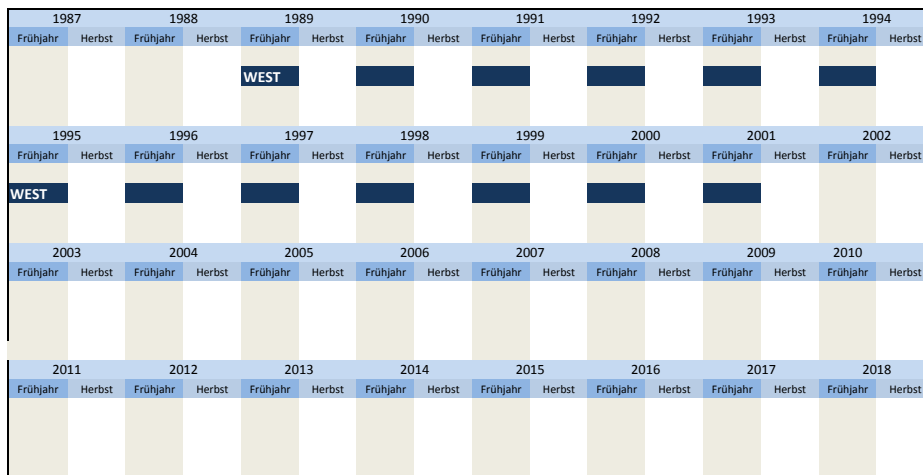 1987 1988 1989 1990 1991 1992 1993 1994
Frühjahr Herbst Frühjahr Herbst Frühjahr Herbst Frühjahr Herbst Frühjahr Herbst Frühjahr Herbst Frühjahr Herbst Frühjahr Herbst
WEST
1995 1996 1997 1998 1999 2000 2001 2002
Frühjahr Herbst Frühjahr Herbst Frühjahr Herbst Frühjahr Herbst Frühjahr Herbst Frühjahr Herbst Frühjahr Herbst Frühjahr Herbst
WEST
2003 2004 2005 2006 2007 2008 2009 2010
Frühjahr Herbst Frühjahr Herbst Frühjahr Herbst Frühjahr Herbst Frühjahr Herbst Frühjahr Herbst Frühjahr Herbst Frühjahr Herbst
2011 2012 2013 2014 2015 2016 2017 2018
Frühjahr Herbst Frühjahr Herbst Frühjahr Herbst Frühjahr Herbst Frühjahr Herbst Frühjahr Herbst Frühjahr Herbst Frühjahr Herbst